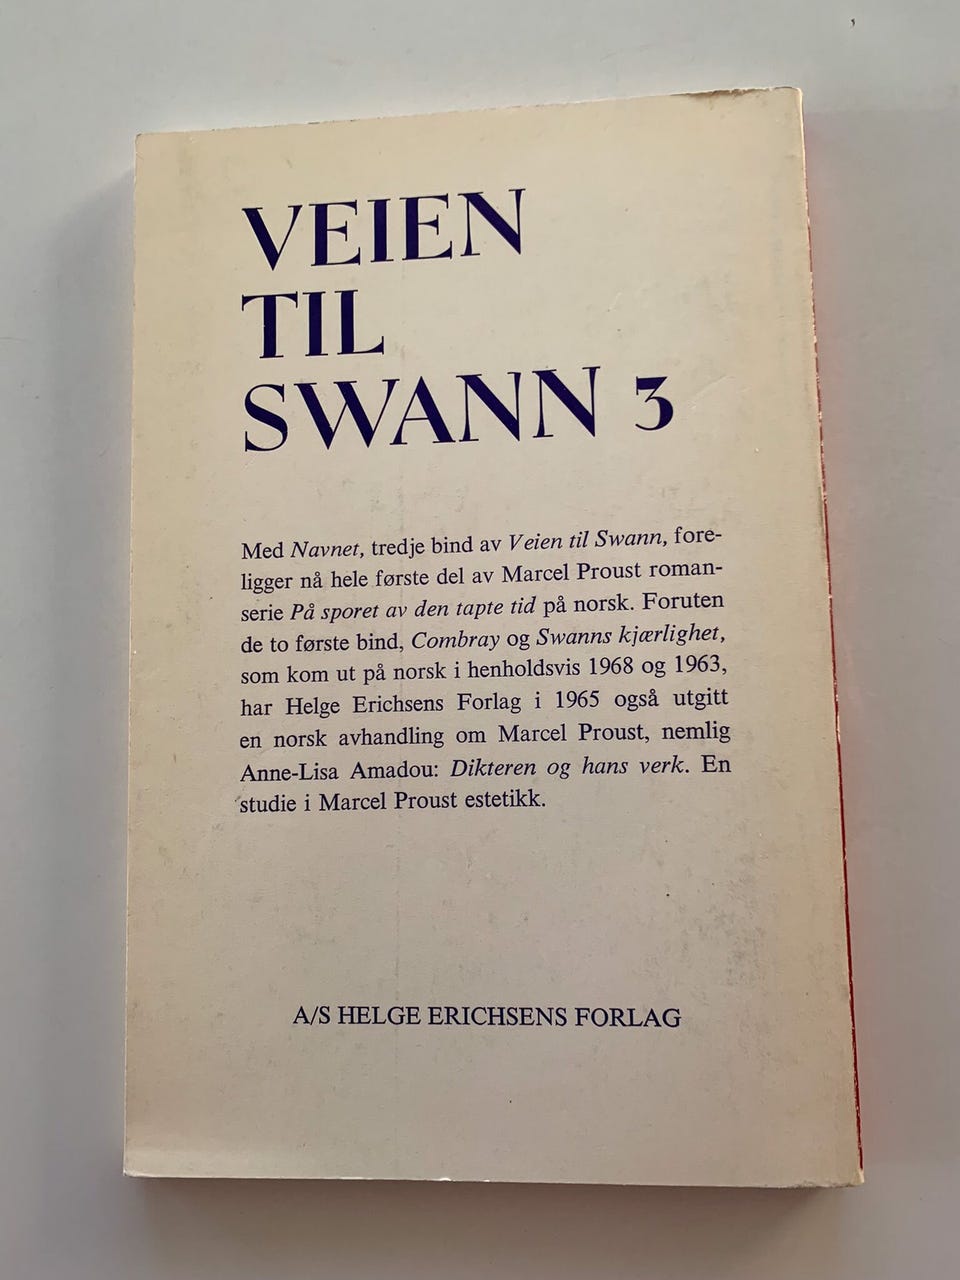 VEIEN
TIL
SWANN 3
Med Navnet, tredje bind av Veien til Swann, fore-
ligger nå hele første del av Marcel Proust roman-
serie På sporet av den tapte tid på norsk. Foruten
de to første bind, Combray og Swanns kjærlighet,
som kom ut på norsk i henholdsvis 1968 og 1963,
har Helge Erichsens Forlag i 1965 også utgitt
en norsk avhandling om Marcel Proust, nemlig
Anne-Lisa Amadou: Dikteren og hans verk. En
studie i Marcel Proust estetikk.
A/S HELGE ERICHSENS FORLAG